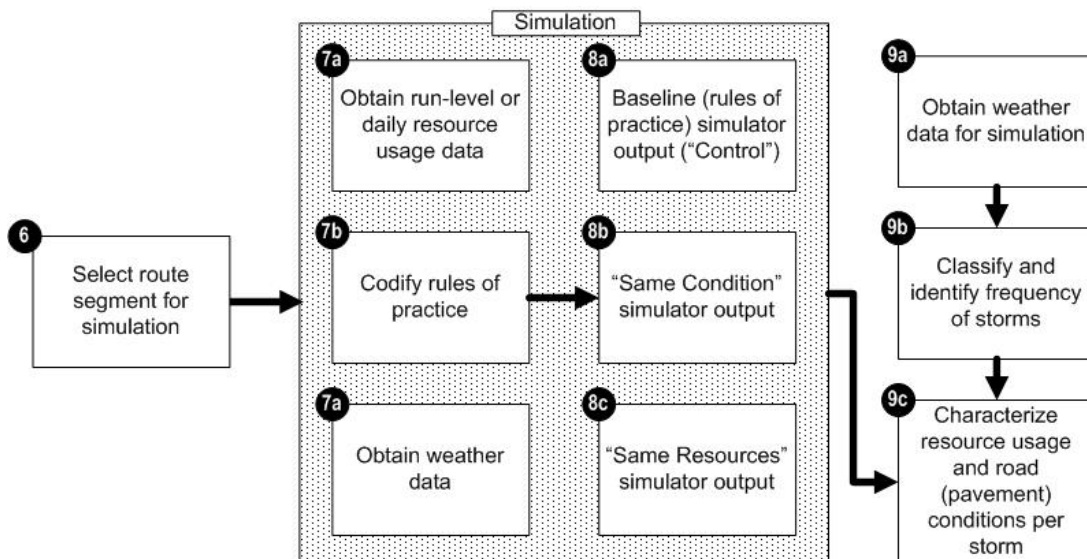 Simulation
6
Select route
segment for
simulation
7a
Obtain run-level or
daily resource
usage data
7b
Codify rules of
practice
7a
Obtain weather
data
8a
Baseline (rules of
practice) simulator
output (“Control”)
8b
“Same Condition”
simulator output
8c
“Same Resources”
simulator output
9a
Obtain weather
data for simulation
9b
Classify and
identify frequency
of storms
9c
Characterize
resource usage
and road
(pavement)
conditions per
storm